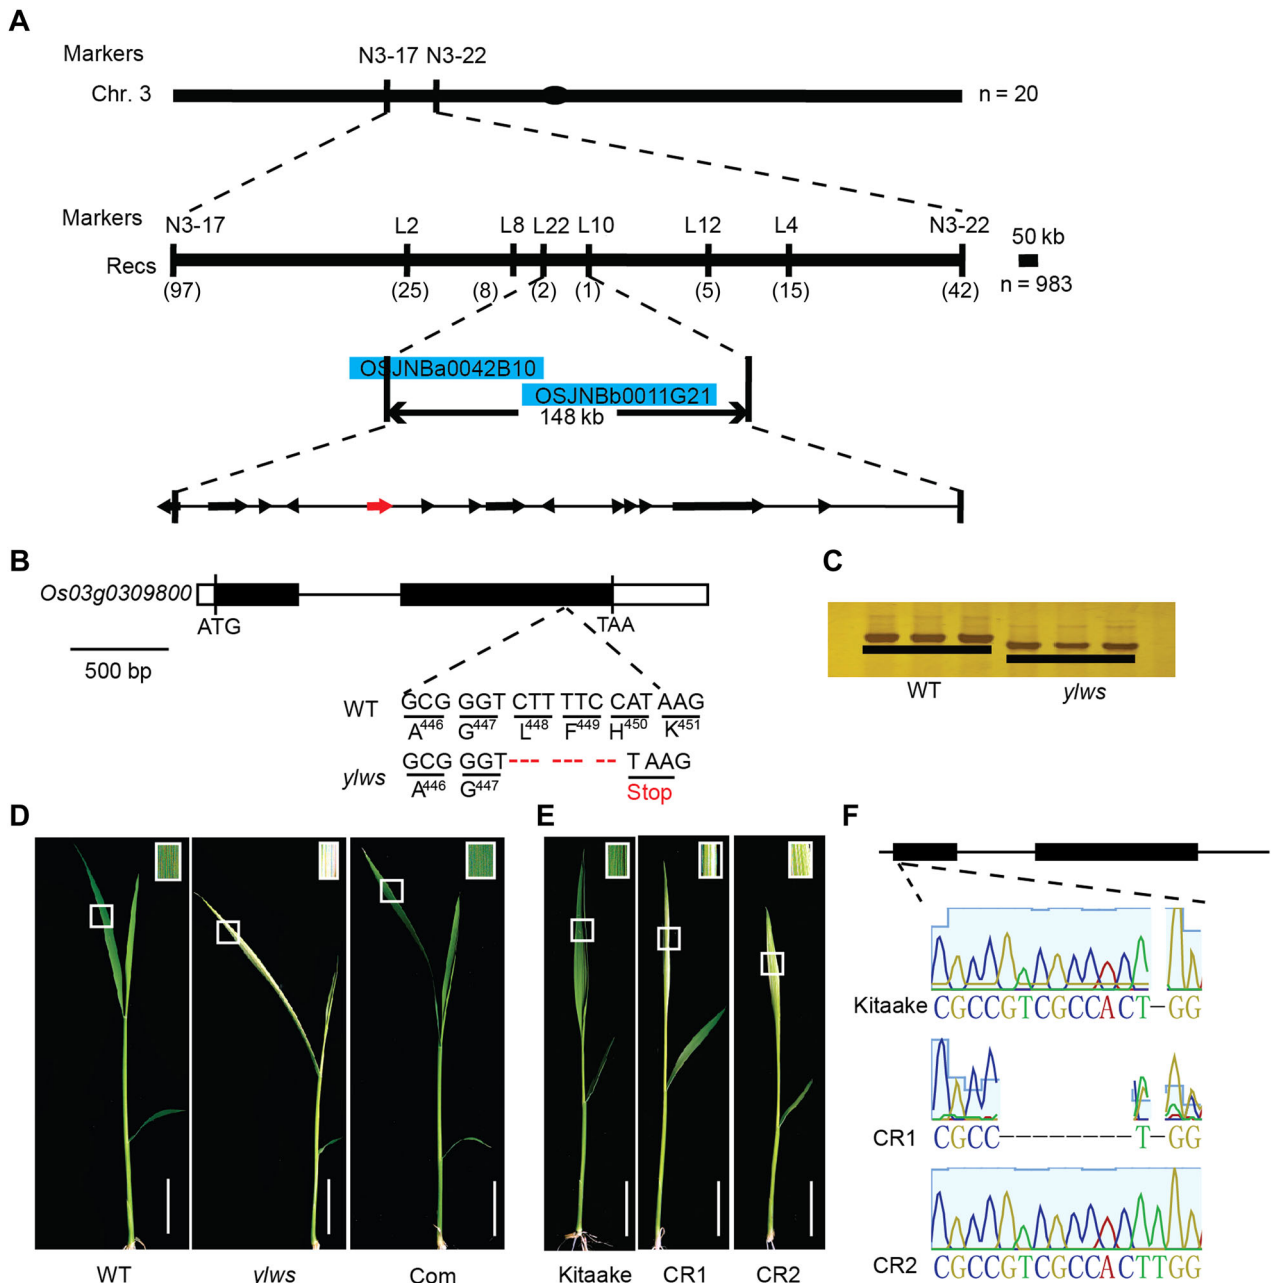 A
Markers
N3-17 N3-22
Chr. 3
n = 20
Markers
N3-17 L2 L8 L22 L10 L12 L4 N3-22
50 kb
Recs
(97) (25) (8) (2) (1) (5) (15) (42)
n = 983
OSJNBa0042B10
OSJNBb0011G21
148 kb
B
Os03g0309800
ATG
TAA
500 bp
WT GCG GGT CTT TTC CAT AAG
A446 G447 L448 F449 H450 K451
ylws GCG GGT--- --- -- T AAG
A446 G447 Stop
C
WT ylws
D
WT ylws Com
E
Kitaake CR1 CR2
F
Kitaake CGCCGTCGCCACT-GG
CR1 CGCC--------T-GG
CR2 CGCCGTCGCCACTTGG